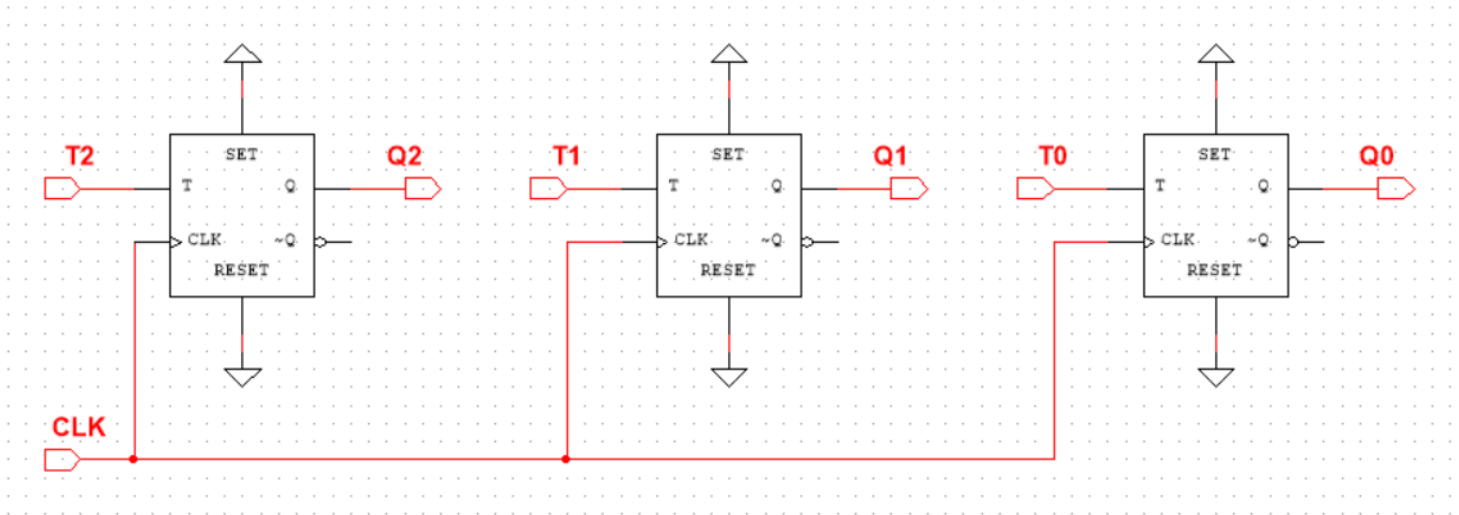 SET
SET
SET
T2
Q2
T1
Q1
T0
Q0
T Q
T Q
T Q
CLK ~Q
CLK ~Q
CLK ~Q
RESET
RESET
RESET
CLK